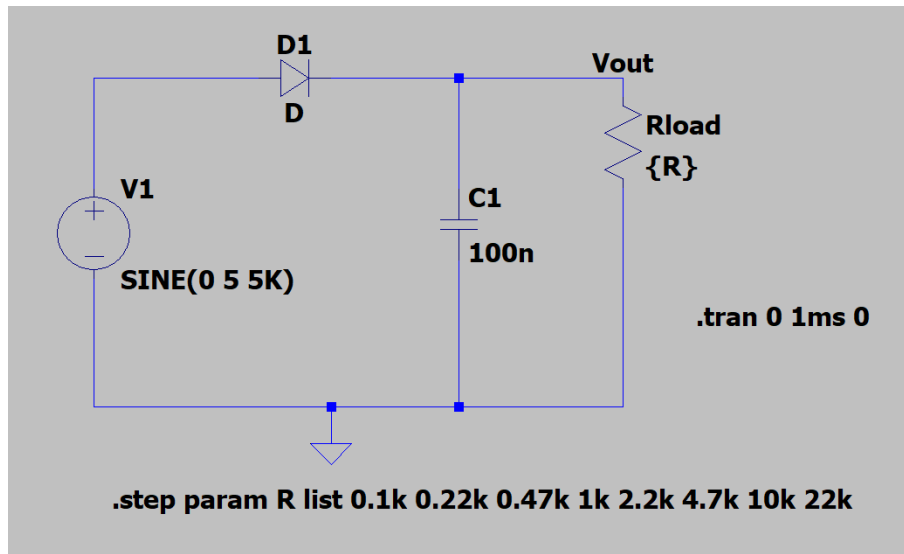 D1
D
Vout
Rload
{R}
V1
SINE(0 5 5K)
C1
100n
.tran 0 1ms 0
.step param R list 0.1k 0.22k 0.47k 1k 2.2k 4.7k 10k 22k